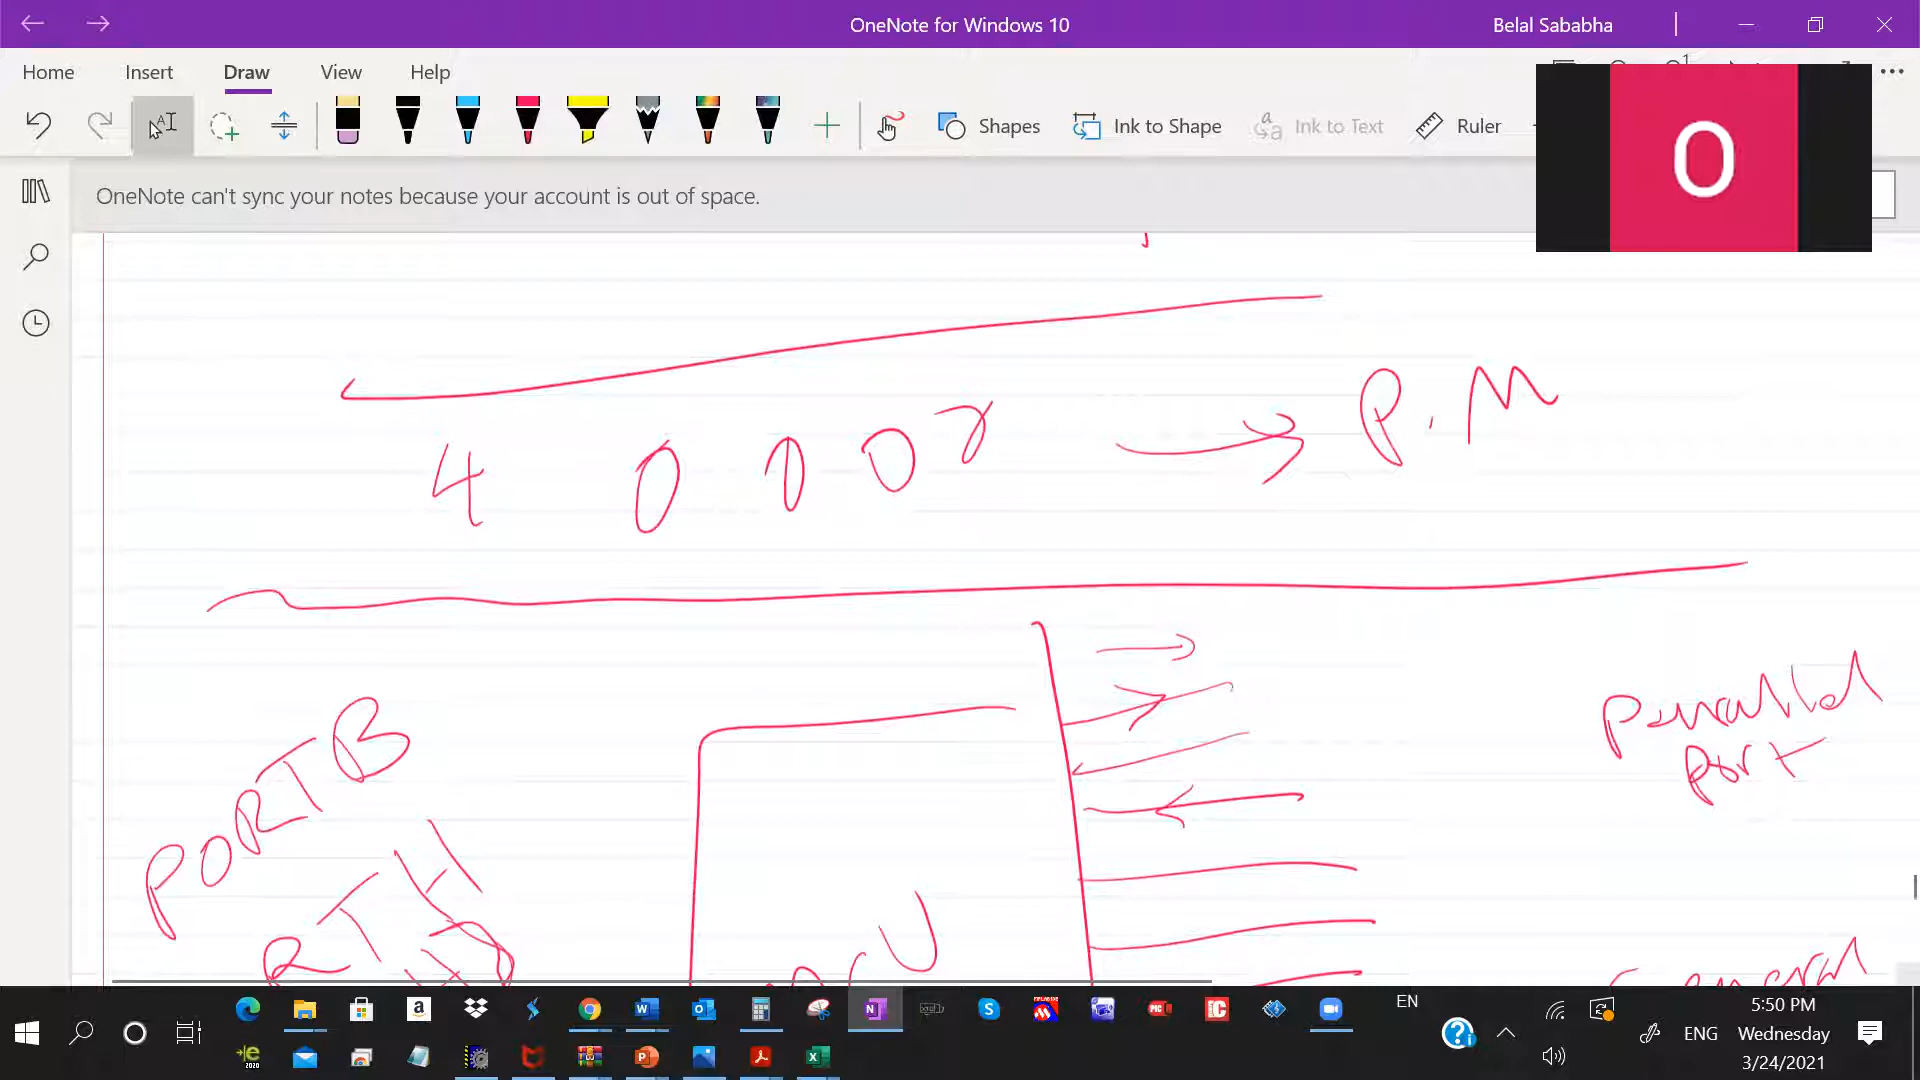 OneNote for Windows 10
Belal Sababha
Home Insert Draw View Help
Shapes Ink to Shape Ink to Text Ruler
OneNote can't sync your notes because your account is out of space.
O
P.M
4 0 0 0
Parallel
port
PORTB
RTH
General
EN
5:50 PM
ENG Wednesday
3/24/2021